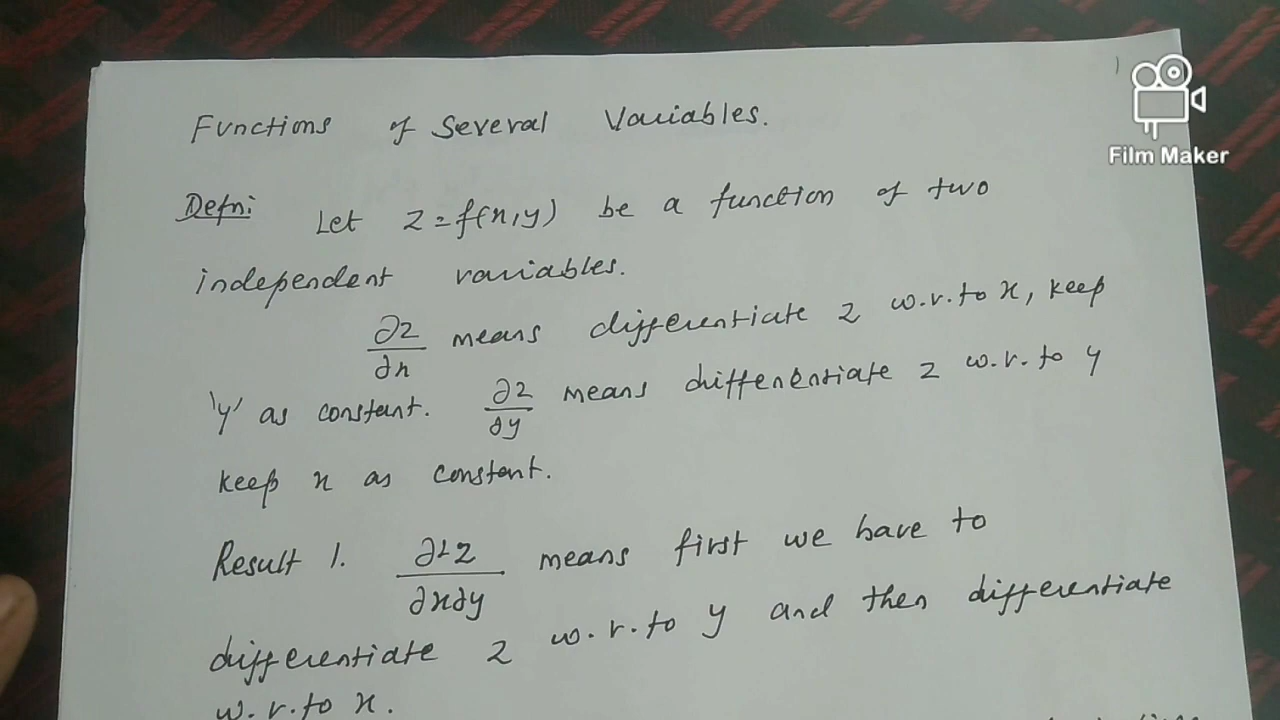 Functions of Several Variables.
Defn: Let z = f(x,y) be a function of two
independent variables.
∂z/∂x means differentiate z w.r.to x, keep
'y' as constant. ∂z/∂y means differentiate z w.r.to y
keep x as constant.
Result 1. ∂²z/∂x∂y means first we have to
differentiate z w.r.to y and then differentiate
w.r.to x.
Film Maker